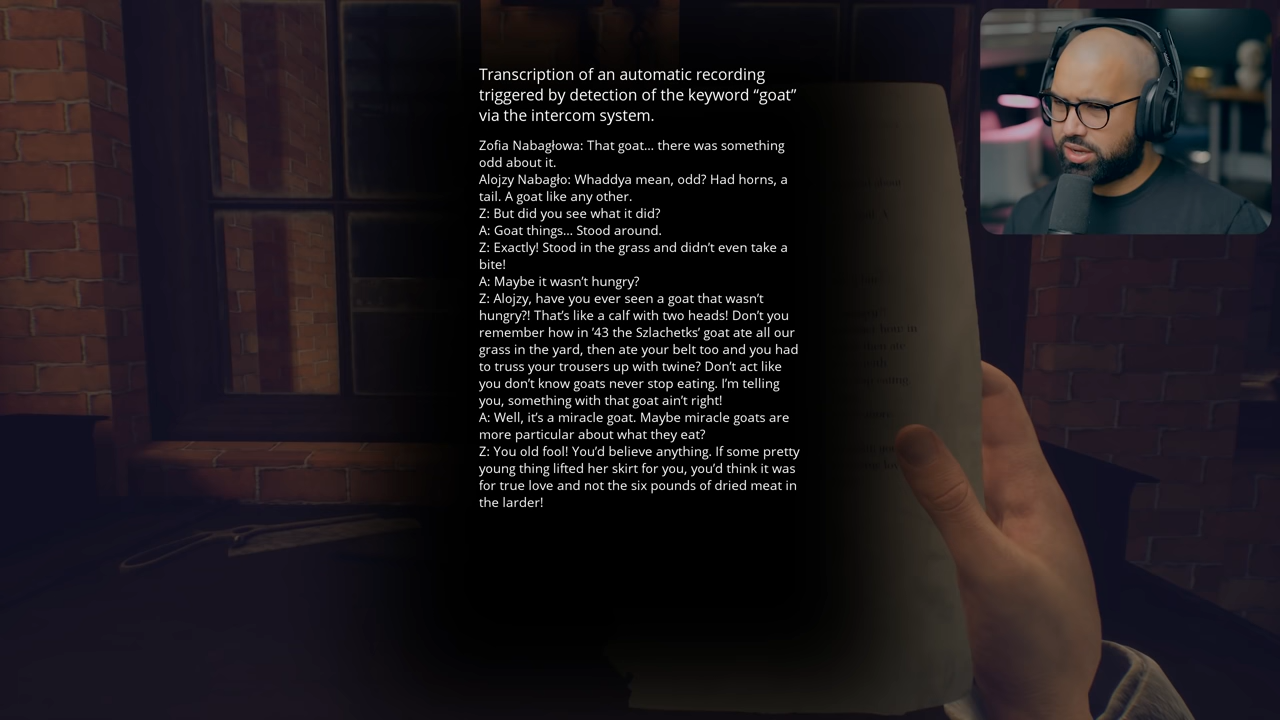 Transcription of an automatic recording
triggered by detection of the keyword “goat”
via the intercom system.
Zofia Nabagłowa: That goat... there was something
odd about it.
Alojzy Nabagło: Whaddya mean, odd? Had horns, a
tail. A goat like any other.
Z: But did you see what it did?
A: Goat things... Stood around.
Z: Exactly! Stood in the grass and didn’t even take a
bite!
A: Maybe it wasn’t hungry?
Z: Alojzy, have you ever seen a goat that wasn’t
hungry?! That’s like a calf with two heads! Don’t you
remember how in ’43 the Szlachetks’ goat ate all our
grass in the yard, then ate your belt too and you had
to truss your trousers up with twine? Don’t act like
you don’t know goats never stop eating. I’m telling
you, something with that goat ain’t right!
A: Well, it’s a miracle goat. Maybe miracle goats are
more particular about what they eat?
Z: You old fool! You’d believe anything. If some pretty
young thing lifted her skirt for you, you’d think it was
for true love and not the six pounds of dried meat in
the larder!